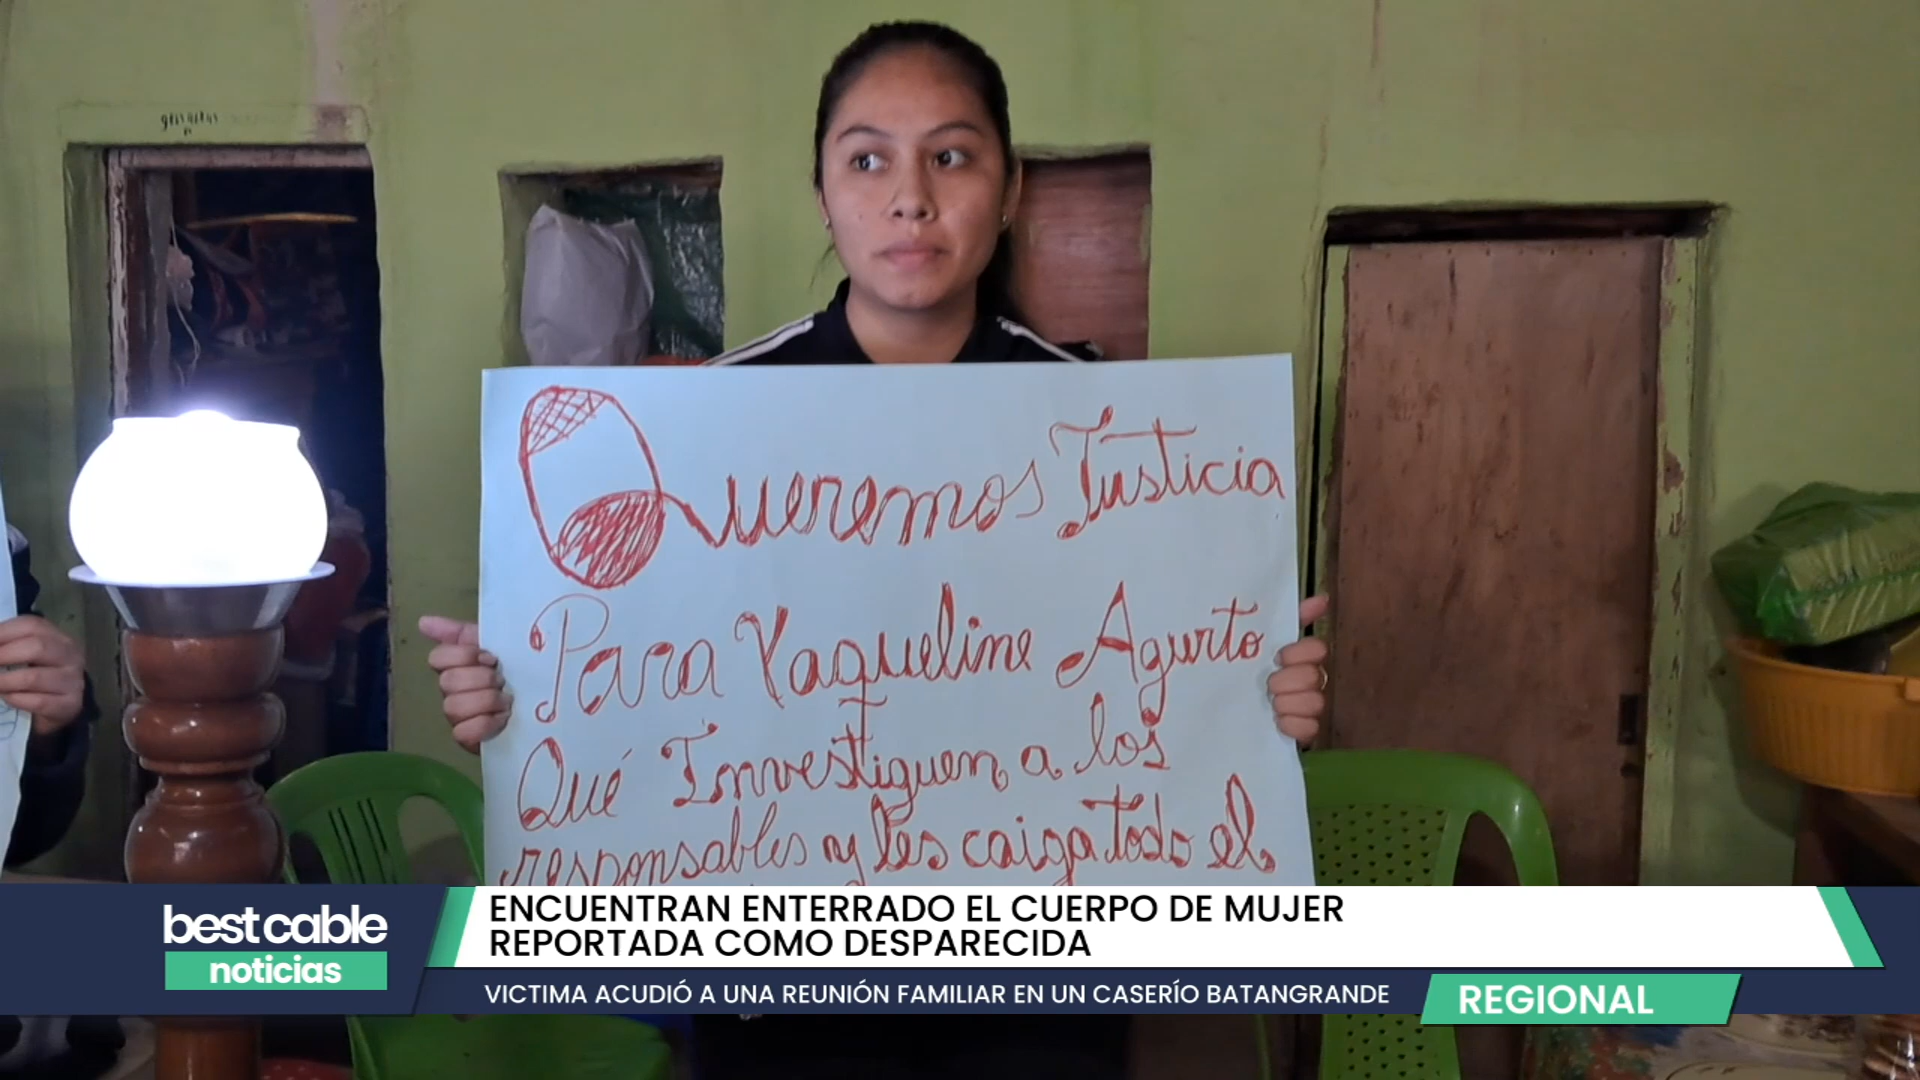 Queremos Justicia
Para Yaqueline Agurto
Qué Investiguen a los
responsables y les caiga todo el
best cable
noticias
ENCUENTRAN ENTERRADO EL CUERPO DE MUJER
REPORTADA COMO DESPARECIDA
VICTIMA ACUDIÓ A UNA REUNIÓN FAMILIAR EN UN CASERÍO BATANGRANDE
REGIONAL